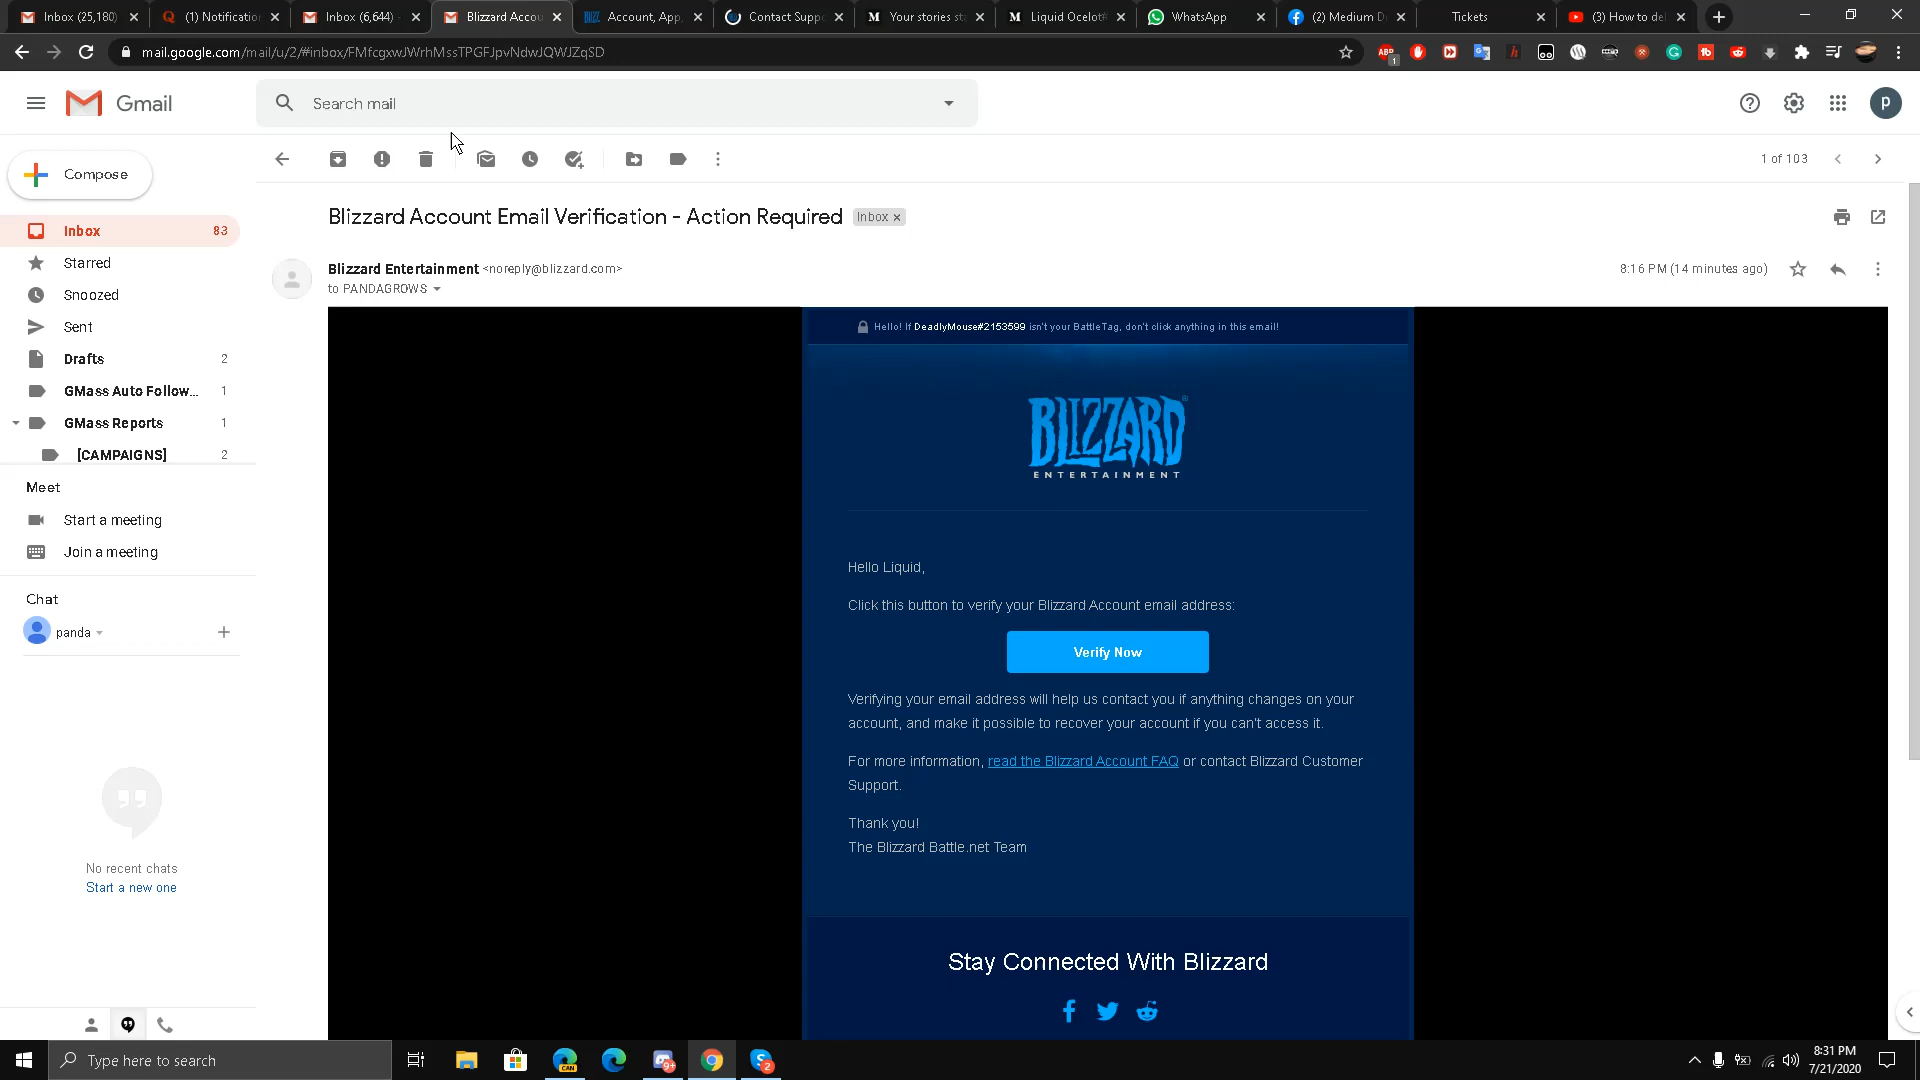 Inbox (25,180)
(1) Notification
Inbox (6,644)
Blizzard Accou
Account, App,
Contact Suppo
Your stories st
Liquid Ocelot
WhatsApp
(2) Medium D
Tickets
(3) How to del
mail.google.com/mail/u/2/#inbox/FMfcgxwJWrhMssTPGFJpvNdwJQWJZqSD
ABP
1
Gmail
Search mail
p
Compose
1 of 103
Inbox 83
Starred
Snoozed
Sent
Drafts 2
GMass Auto Follow... 1
GMass Reports 1
[CAMPAIGNS] 2
Meet
Start a meeting
Join a meeting
Chat
panda
No recent chats
Start a new one
Blizzard Account Email Verification - Action Required Inbox x
Blizzard Entertainment <noreply@blizzard.com>
8:16 PM (14 minutes ago)
to PANDAGROWS
Hello! If DeadlyMouse#2153599 isn't your BattleTag, don't click anything in this email!
BLIZZARD®
ENTERTAINMENT
Hello Liquid,
Click this button to verify your Blizzard Account email address:
Verify Now
Verifying your email address will help us contact you if anything changes on your
account, and make it possible to recover your account if you can't access it.
For more information, read the Blizzard Account FAQ or contact Blizzard Customer
Support.
Thank you!
The Blizzard Battle.net Team
Stay Connected With Blizzard
Type here to search
CAN
9+
2
8:31 PM
7/21/2020